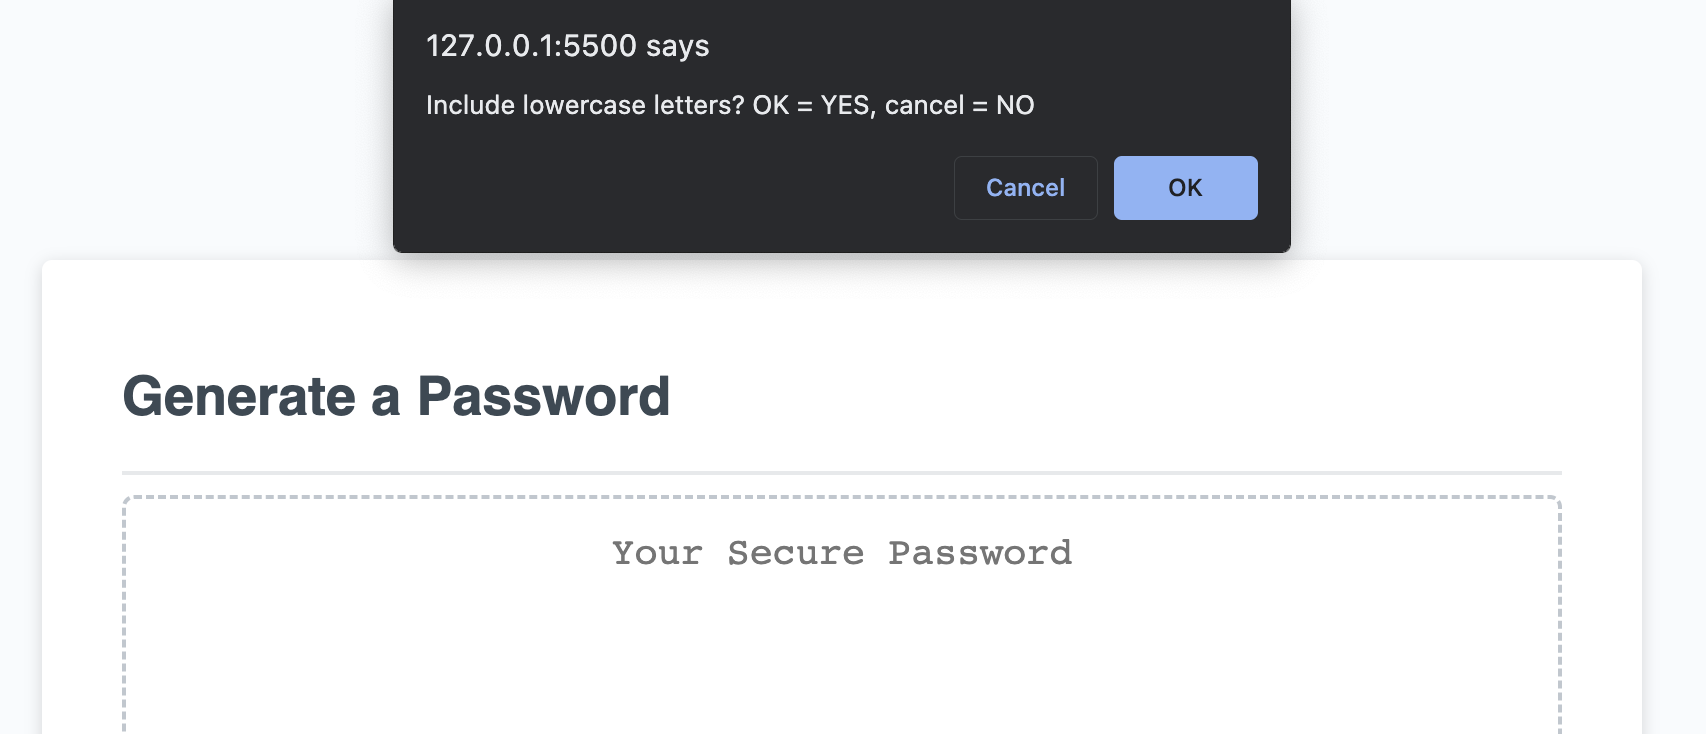 127.0.0.1:5500 says
Include lowercase letters? OK = YES, cancel = NO
Cancel
OK
Generate a Password
Your Secure Password